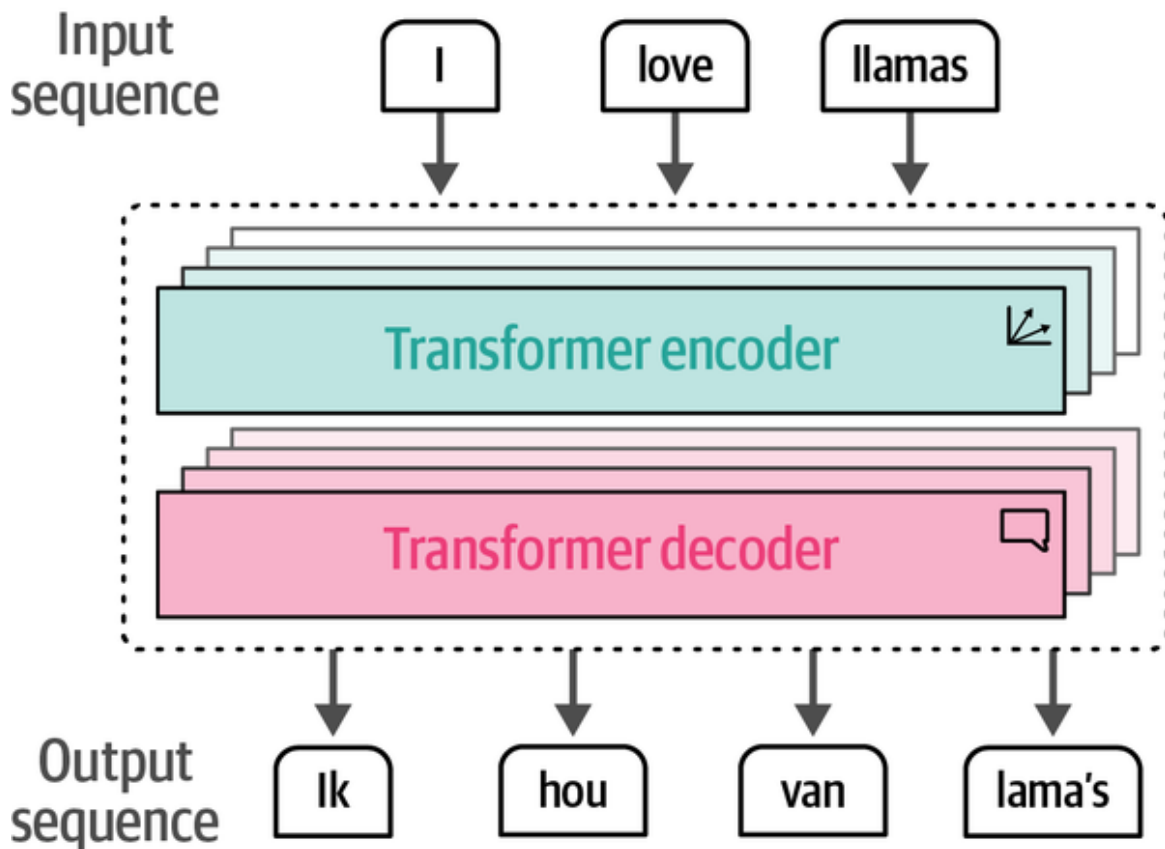 Input
sequence
I love llamas
Transformer encoder
Transformer decoder
Output
sequence
Ik hou van lama's